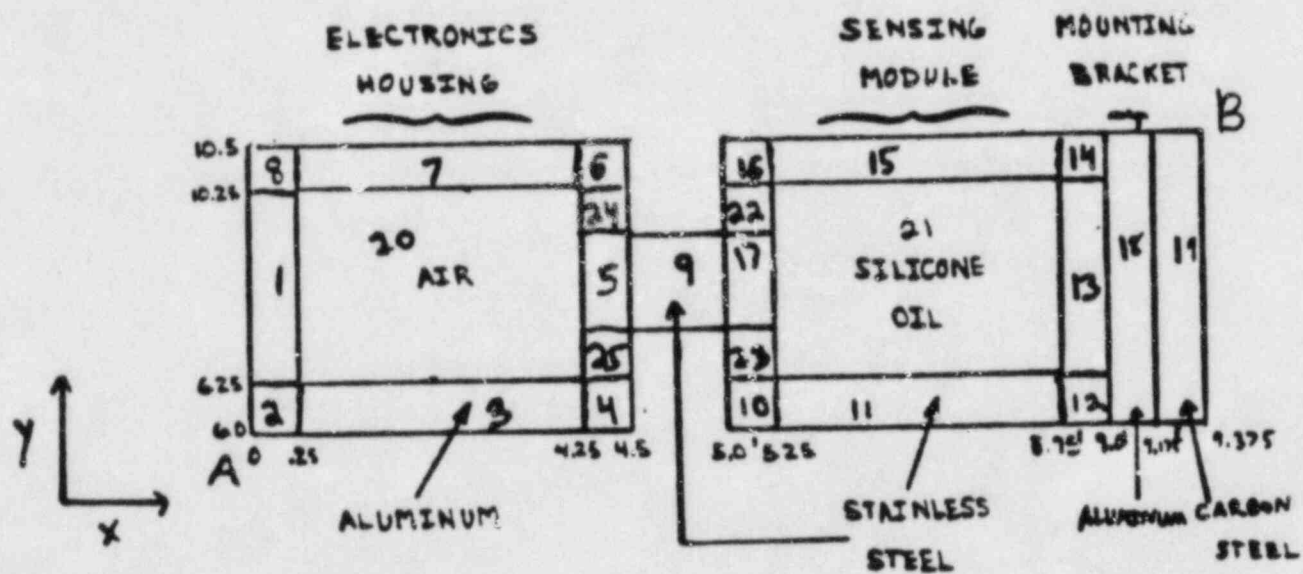 ELECTRONICS
HOUSING
SENSING
MODULE
MOUNTING
BRACKET
B
10.5
10.25
6.25
6.0
8
7
6
24
20
AIR
1
5
9
25
2
3
4
16
15
14
22
17
21
SILICONE
OIL
13
18
19
23
10
11
12
A
0
.25
4.25
4.5
5.0
5.25
8.75
9.375
Y
X
ALUMINUM
STAINLESS
STEEL
ALUMINUM
CARBON
STEEL